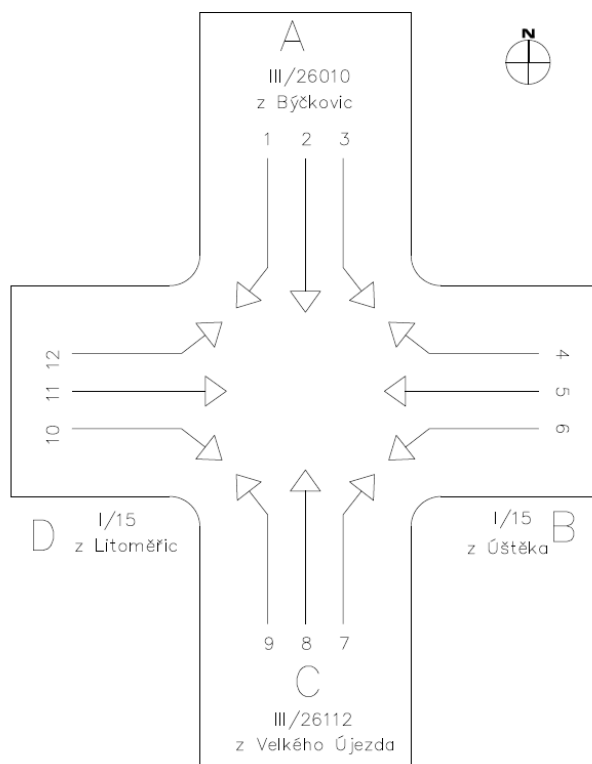 A
N
III/26010
z Býčkovic
1 2 3
12
11
10
4
5
6
I/15
D z Litoměřic
I/15
z Úštěka B
9 8 7
C
III/26112
z Velkého Újezda